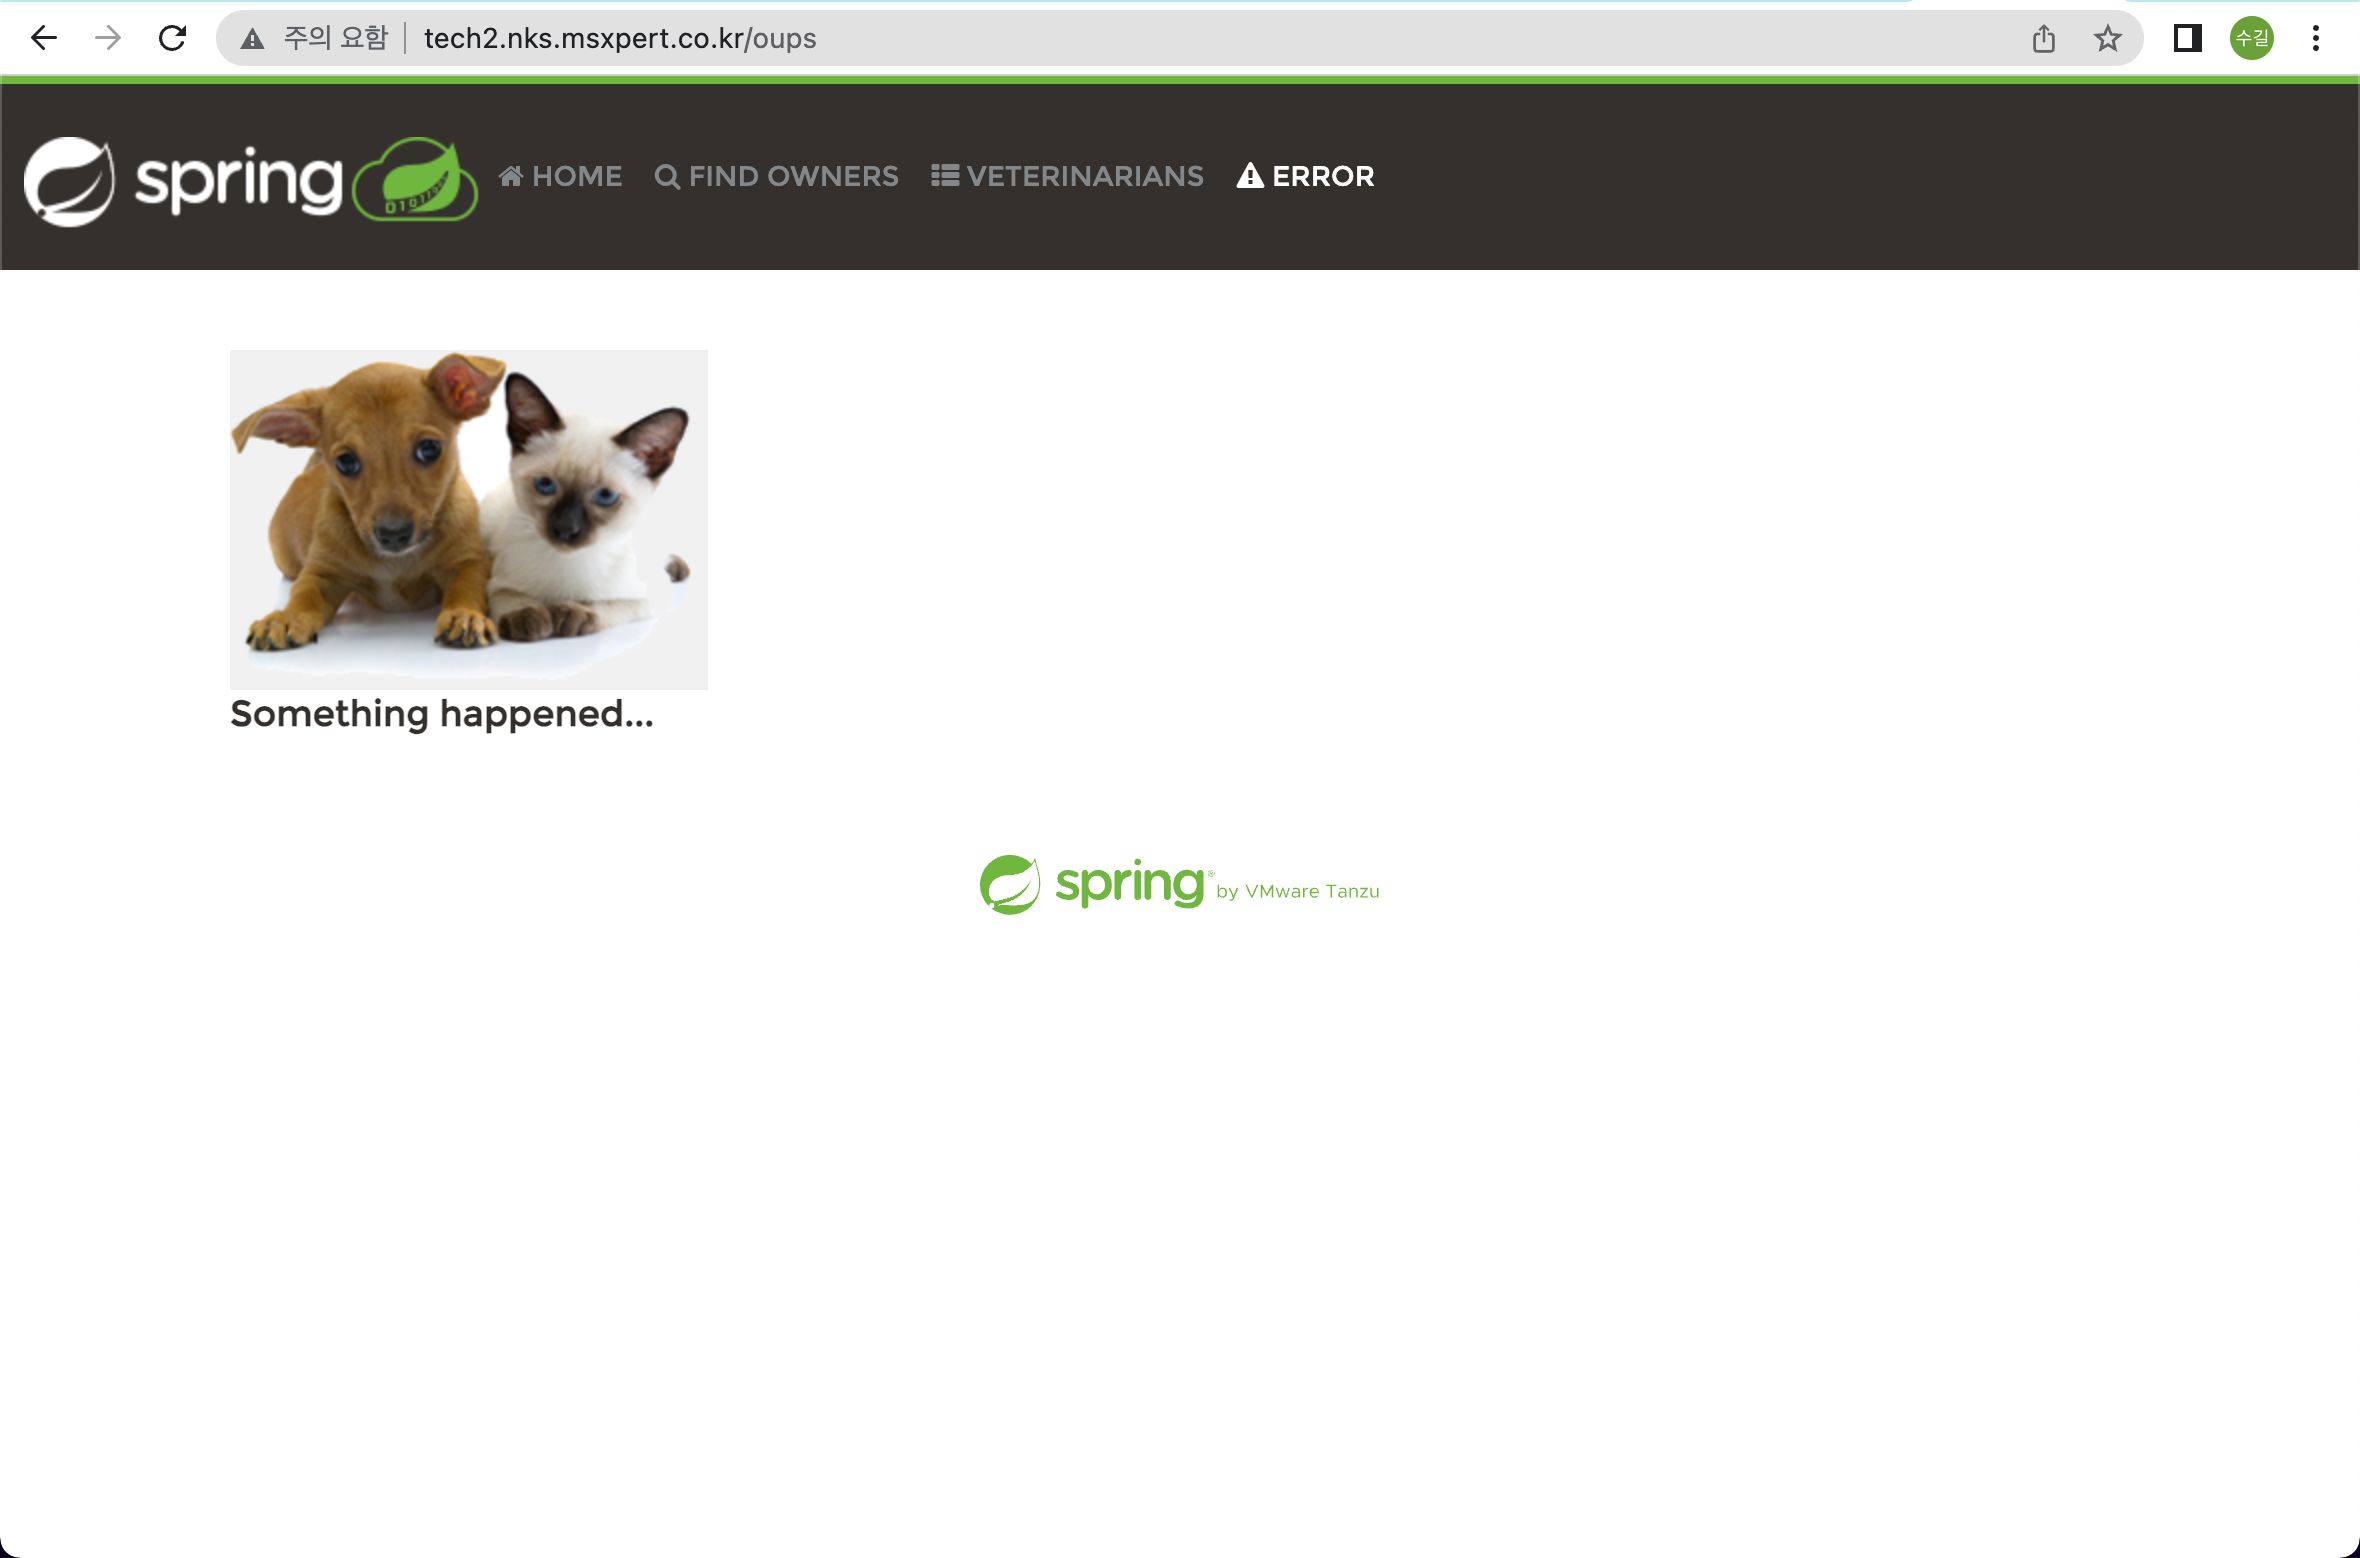 주의 요함 tech2.nks.msxpert.co.kr/oups 수길
spring 0101 HOME FIND OWNERS VETERINARIANS ERROR
Something happened...
spring® by VMware Tanzu